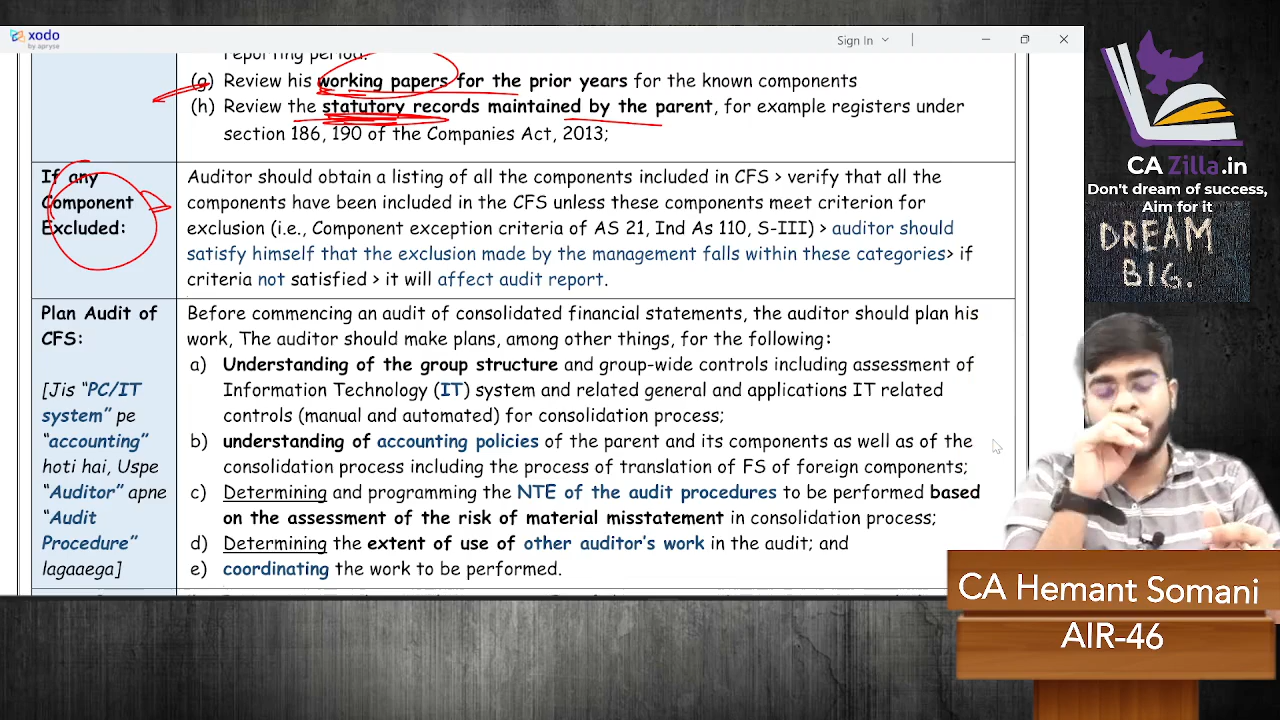 xodo
by apryse
Sign In
reporting period.
(g) Review his working papers for the prior years for the known components
(h) Review the statutory records maintained by the parent, for example registers under
section 186, 190 of the Companies Act, 2013;
If any
Component
Excluded:
Auditor should obtain a listing of all the components included in CFS > verify that all the
components have been included in the CFS unless these components meet criterion for
exclusion (i.e., Component exception criteria of AS 21, Ind As 110, S-III) > auditor should
satisfy himself that the exclusion made by the management falls within these categories> if
criteria not satisfied > it will affect audit report.
Plan Audit of
CFS:
[Jis “PC/IT
system” pe
“accounting”
hoti hai, Uspe
“Auditor” apne
“Audit
Procedure”
lagaaega]
Before commencing an audit of consolidated financial statements, the auditor should plan his
work, The auditor should make plans, among other things, for the following:
a) Understanding of the group structure and group-wide controls including assessment of
Information Technology (IT) system and related general and applications IT related
controls (manual and automated) for consolidation process;
b) understanding of accounting policies of the parent and its components as well as of the
consolidation process including the process of translation of FS of foreign components;
c) Determining and programming the NTE of the audit procedures to be performed based
on the assessment of the risk of material misstatement in consolidation process;
d) Determining the extent of use of other auditor's work in the audit; and
e) coordinating the work to be performed.
CA Zilla.in
Don't dream of success,
Aim for it
DREAM
BIG.
CA Hemant Somani
AIR-46